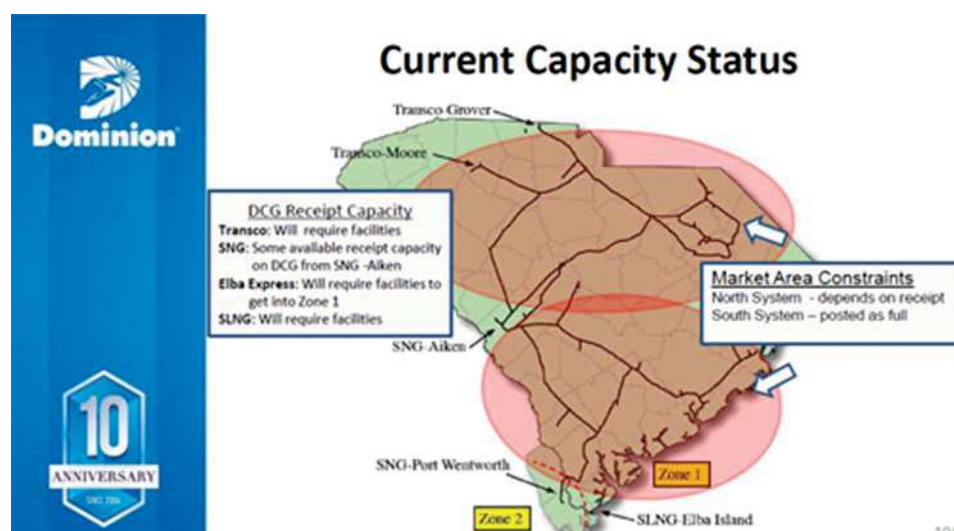 Current Capacity Status
Dominion
Transco-Grover
Transco-Moore
DCG Receipt Capacity
Transco: Will require facilities
SNG: Some available receipt capacity
on DCG from SNG -Aiken
Elba Express: Will require facilities to
get into Zone 1
SLNG: Will require facilities
Market Area Constraints
North System - depends on receipt
South System – posted as full
SNG-Aiken
10
ANNIVERSARY
SNG-Port Wentworth
Zone 1
Zone 2
SLNG-Elba Island